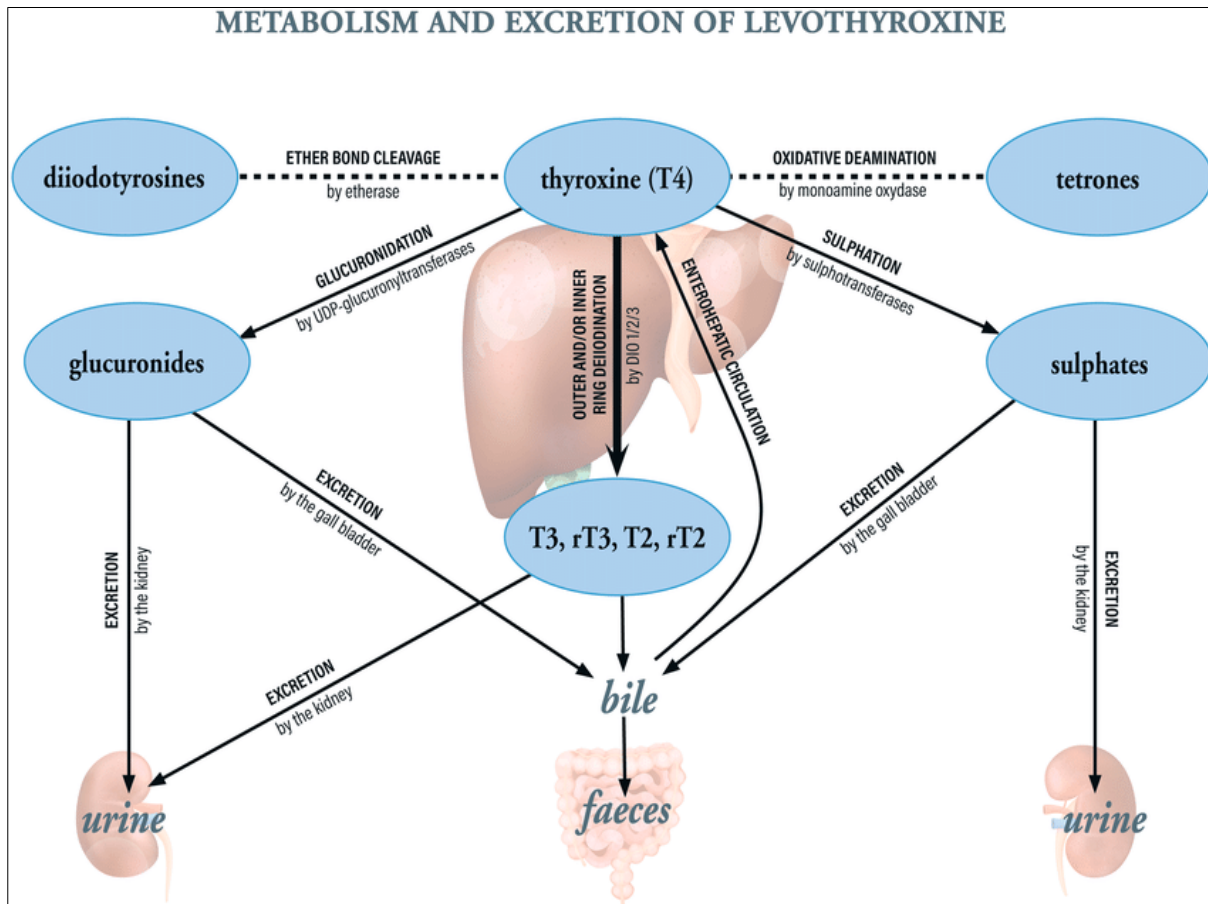 METABOLISM AND EXCRETION OF LEVOTHYROXINE
diiodotyrosines
ETHER BOND CLEAVAGE
by etherase
thyroxine (T4)
OXIDATIVE DEAMINATION
by monoamine oxydase
tetrones
GLUCURONIDATION
by UDP-glucuronyltransferases
OUTER AND/OR INNER
RING DEIIODINATION
by DIO 1/2/3
ENTEROHEPATIC CIRCULATION
SULPHATION
by sulphotransferases
glucuronides
sulphates
EXCRETION
by the kidney
EXCRETION
by the gall bladder
T3, rT3, T2, rT2
EXCRETION
by the gall bladder
EXCRETION
by the kidney
EXCRETION
by the kidney
bile
urine
faeces
urine